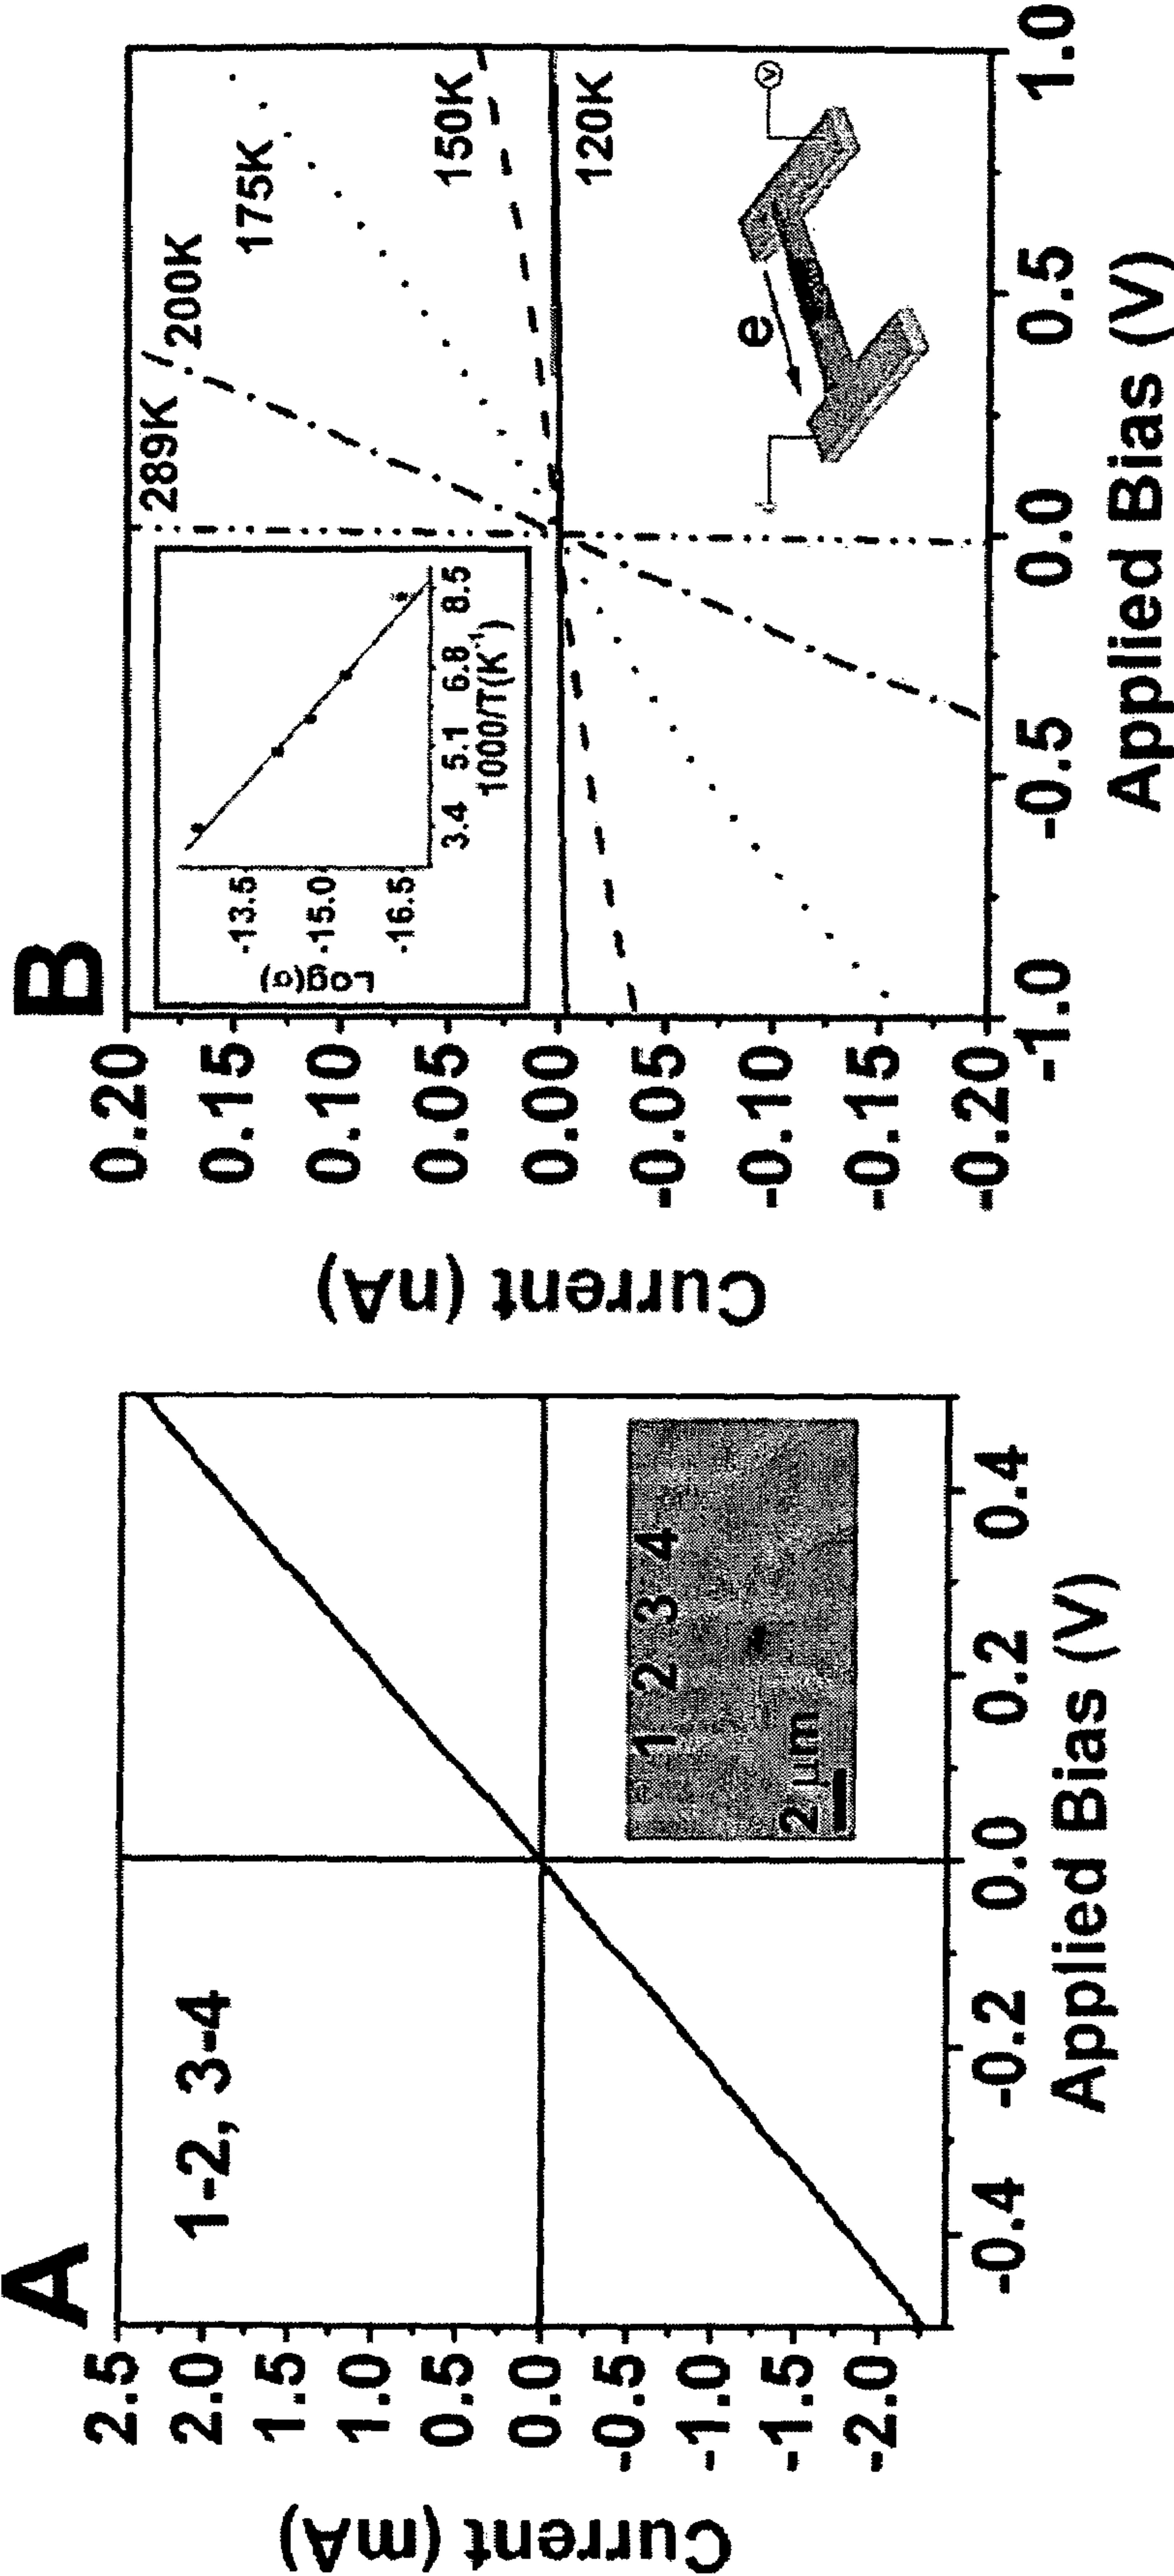 A
1-2, 3-4
Current (mA)
2.5
2.0
1.5
1.0
0.5
0.0
-0.5
-1.0
-1.5
-2.0
-0.4 -0.2 0.0 0.2 0.4
Applied Bias (V)
1 2 3 4
2 µm
B
Current (nA)
0.20
0.15
0.10
0.05
0.00
-0.05
-0.10
-0.15
-0.20
-1.0 -0.5 0.0 0.5 1.0
Applied Bias (V)
289K
200K
175K
150K
120K
Log(σ)
-13.5
-15.0
-16.5
3.4 5.1 6.8 8.5
1000/T(K⁻¹)
e
V